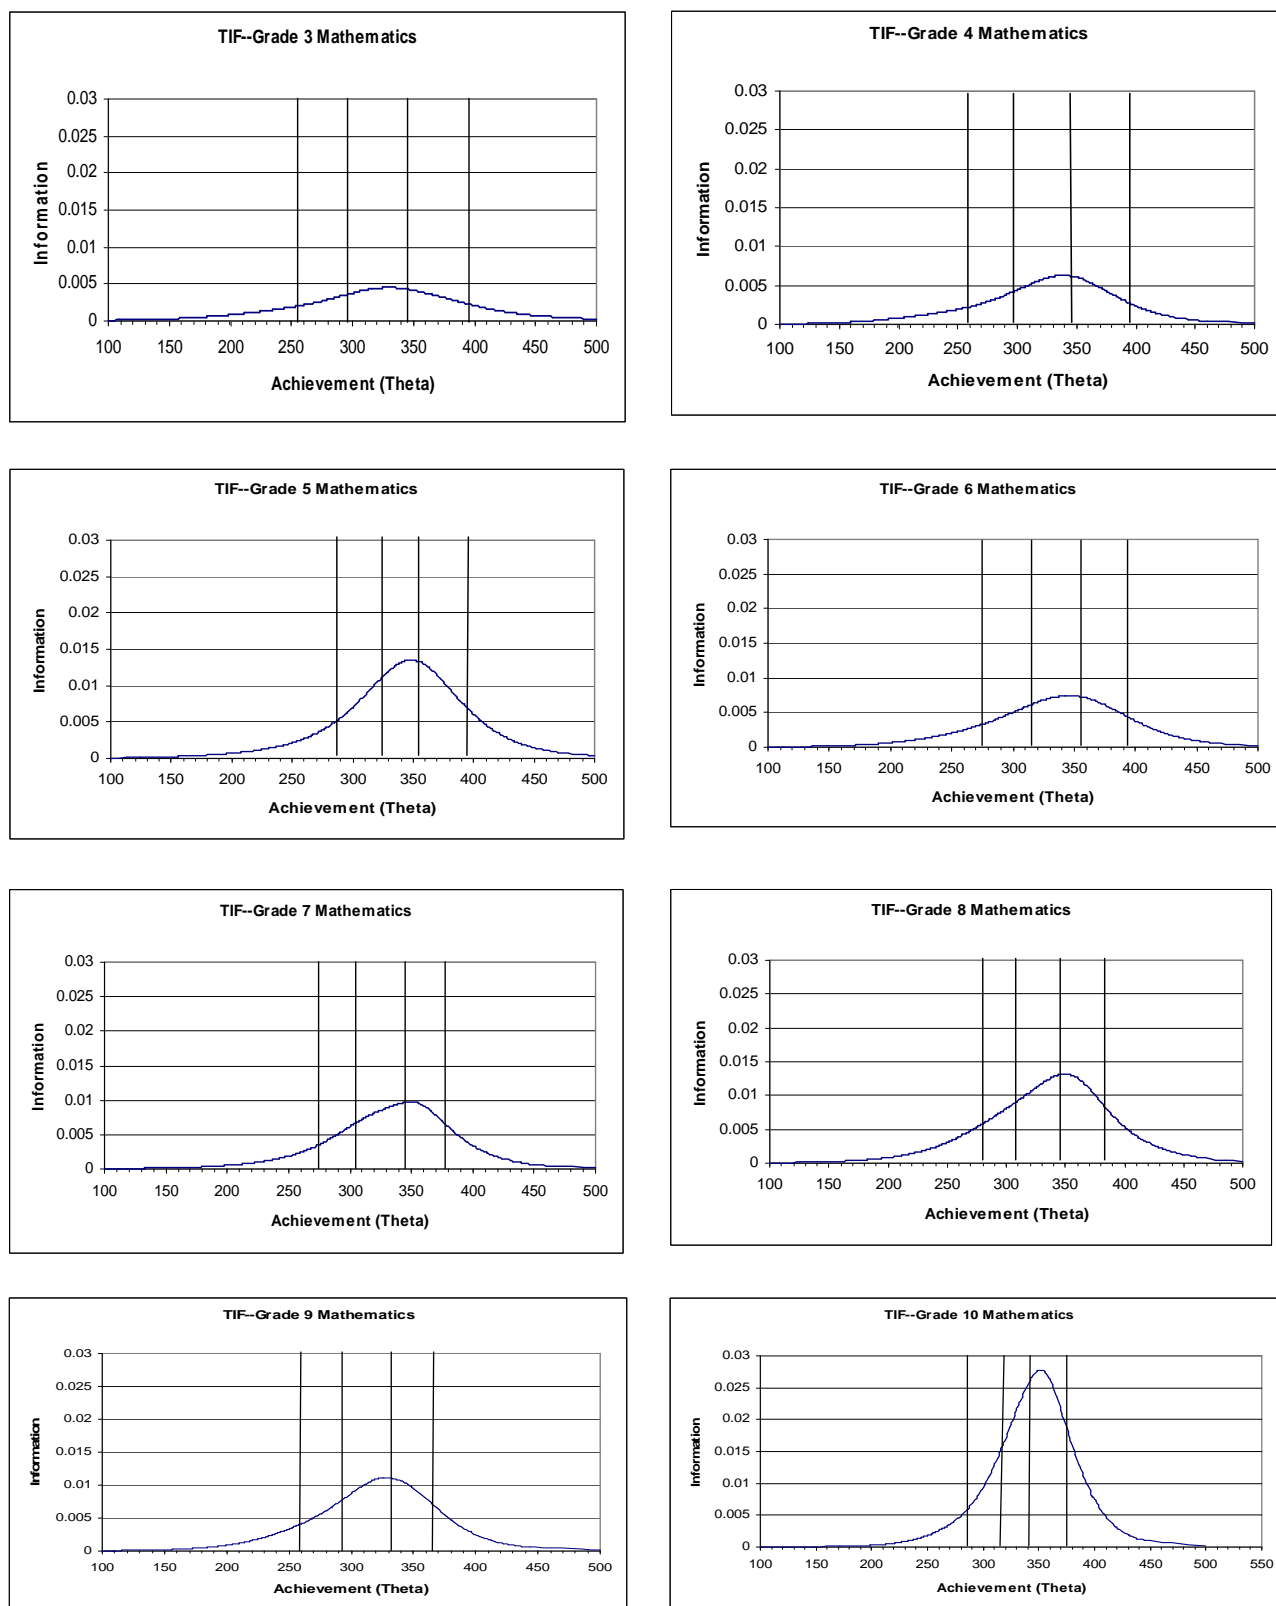 TIF--Grade 3 Mathematics
0.03
0.025
0.02
0.015
0.01
0.005
0
Information
100 150 200 250 300 350 400 450 500
Achievement (Theta)
TIF--Grade 4 Mathematics
0.03
0.025
0.02
0.015
0.01
0.005
0
Information
100 150 200 250 300 350 400 450 500
Achievement (Theta)
TIF--Grade 5 Mathematics
0.03
0.025
0.02
0.015
0.01
0.005
0
Information
100 150 200 250 300 350 400 450 500
Achievement (Theta)
TIF--Grade 6 Mathematics
0.03
0.025
0.02
0.015
0.01
0.005
0
Information
100 150 200 250 300 350 400 450 500
Achievement (Theta)
TIF--Grade 7 Mathematics
0.03
0.025
0.02
0.015
0.01
0.005
0
Information
100 150 200 250 300 350 400 450 500
Achievement (Theta)
TIF--Grade 8 Mathematics
0.03
0.025
0.02
0.015
0.01
0.005
0
Information
100 150 200 250 300 350 400 450 500
Achievement (Theta)
TIF--Grade 9 Mathematics
0.03
0.025
0.02
0.015
0.01
0.005
0
Information
100 150 200 250 300 350 400 450 500
Achievement (Theta)
TIF--Grade 10 Mathematics
0.03
0.025
0.02
0.015
0.01
0.005
0
Information
100 150 200 250 300 350 400 450 500 550
Achievement (Theta)